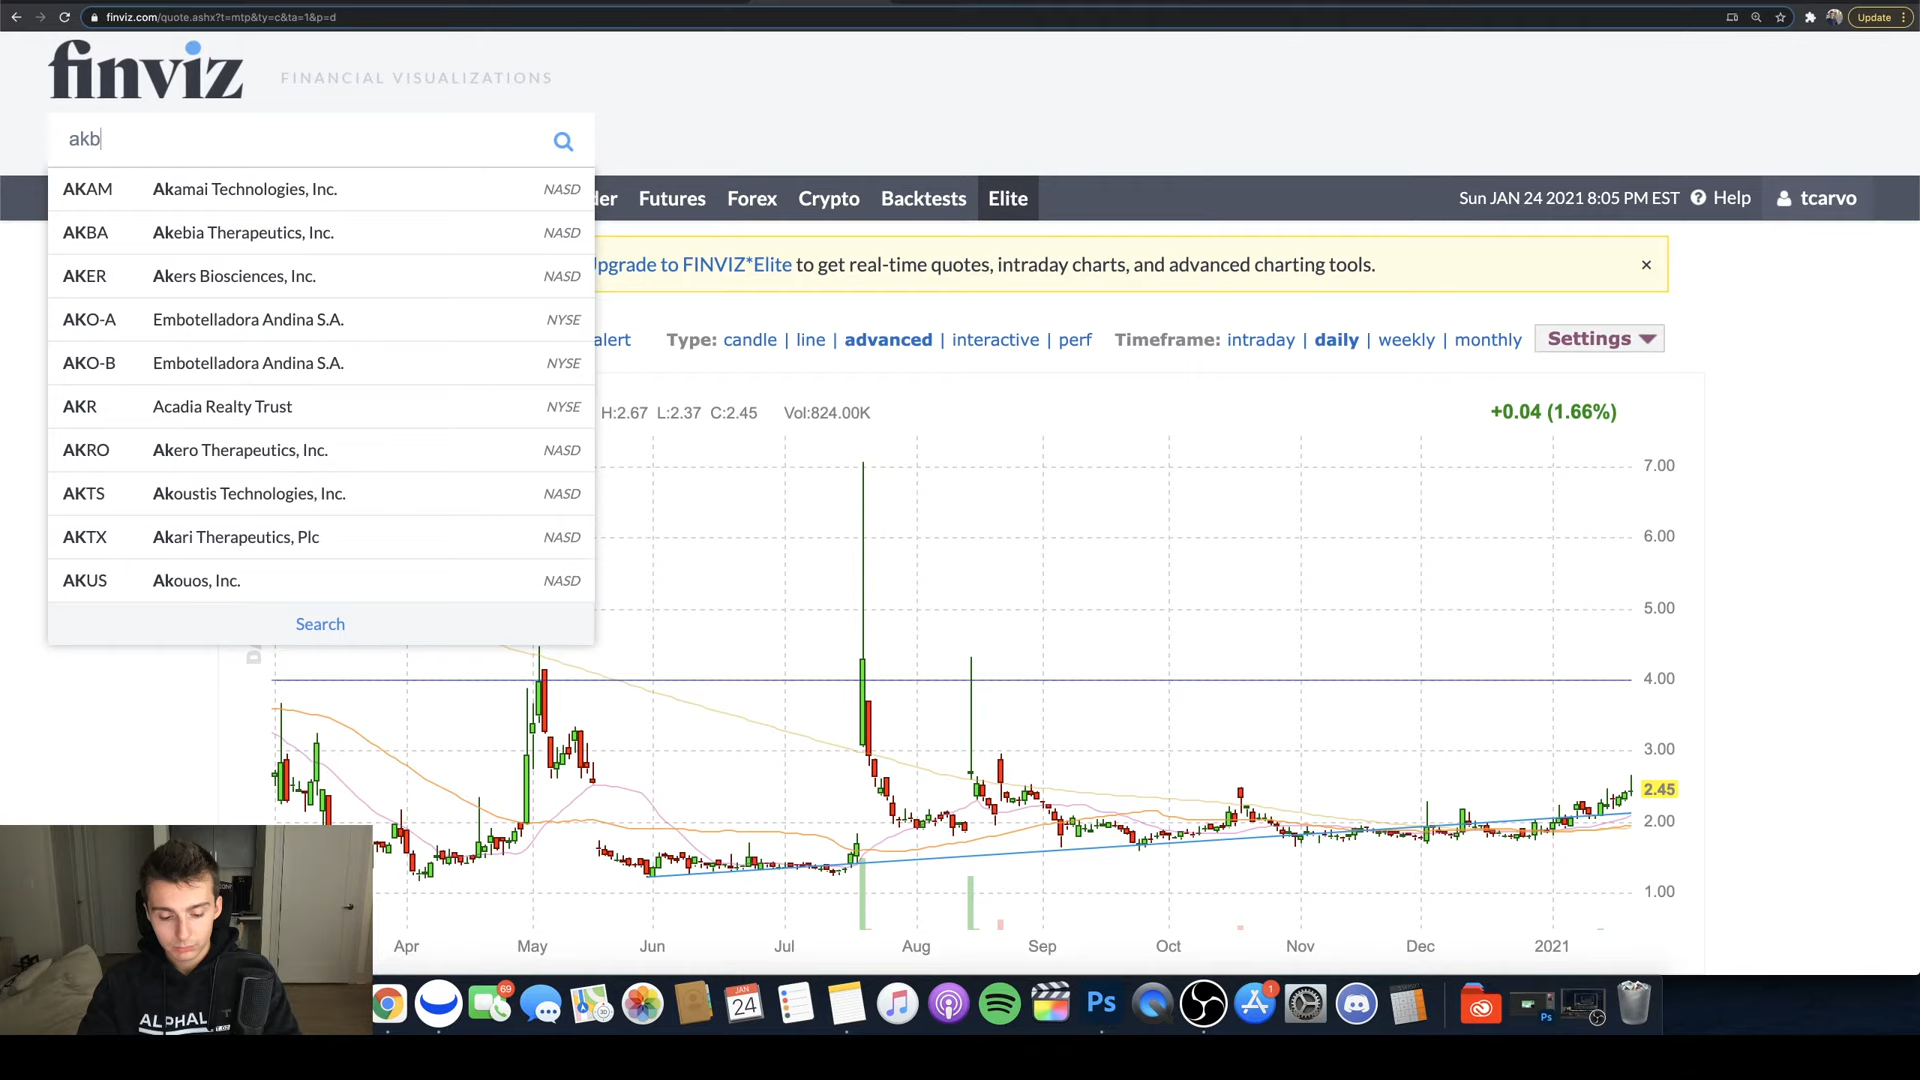 finviz.com/quote.ashx?t=mtp&ty=c&ta=1&p=d
Update
finviz
FINANCIAL VISUALIZATIONS
akb
AKAM Akamai Technologies, Inc. NASD
AKBA Akebia Therapeutics, Inc. NASD
AKER Akers Biosciences, Inc. NASD
AKO-A Embotelladora Andina S.A. NYSE
AKO-B Embotelladora Andina S.A. NYSE
AKR Acadia Realty Trust NYSE
AKRO Akero Therapeutics, Inc. NASD
AKTS Akoustis Technologies, Inc. NASD
AKTX Akari Therapeutics, Plc NASD
AKUS Akouos, Inc. NASD
Search
der Futures Forex Crypto Backtests Elite
Sun JAN 24 2021 8:05 PM EST Help tcarvo
Upgrade to FINVIZ*Elite to get real-time quotes, intraday charts, and advanced charting tools. ×
alert Type: candle | line | advanced | interactive | perf Timeframe: intraday | daily | weekly | monthly Settings
H:2.67 L:2.37 C:2.45 Vol:824.00K +0.04 (1.66%)
7.00
6.00
5.00
4.00
3.00
2.45
2.00
1.00
Apr May Jun Jul Aug Sep Oct Nov Dec 2021
69
JAN
24
Ps
1
Ps
ALPHAL